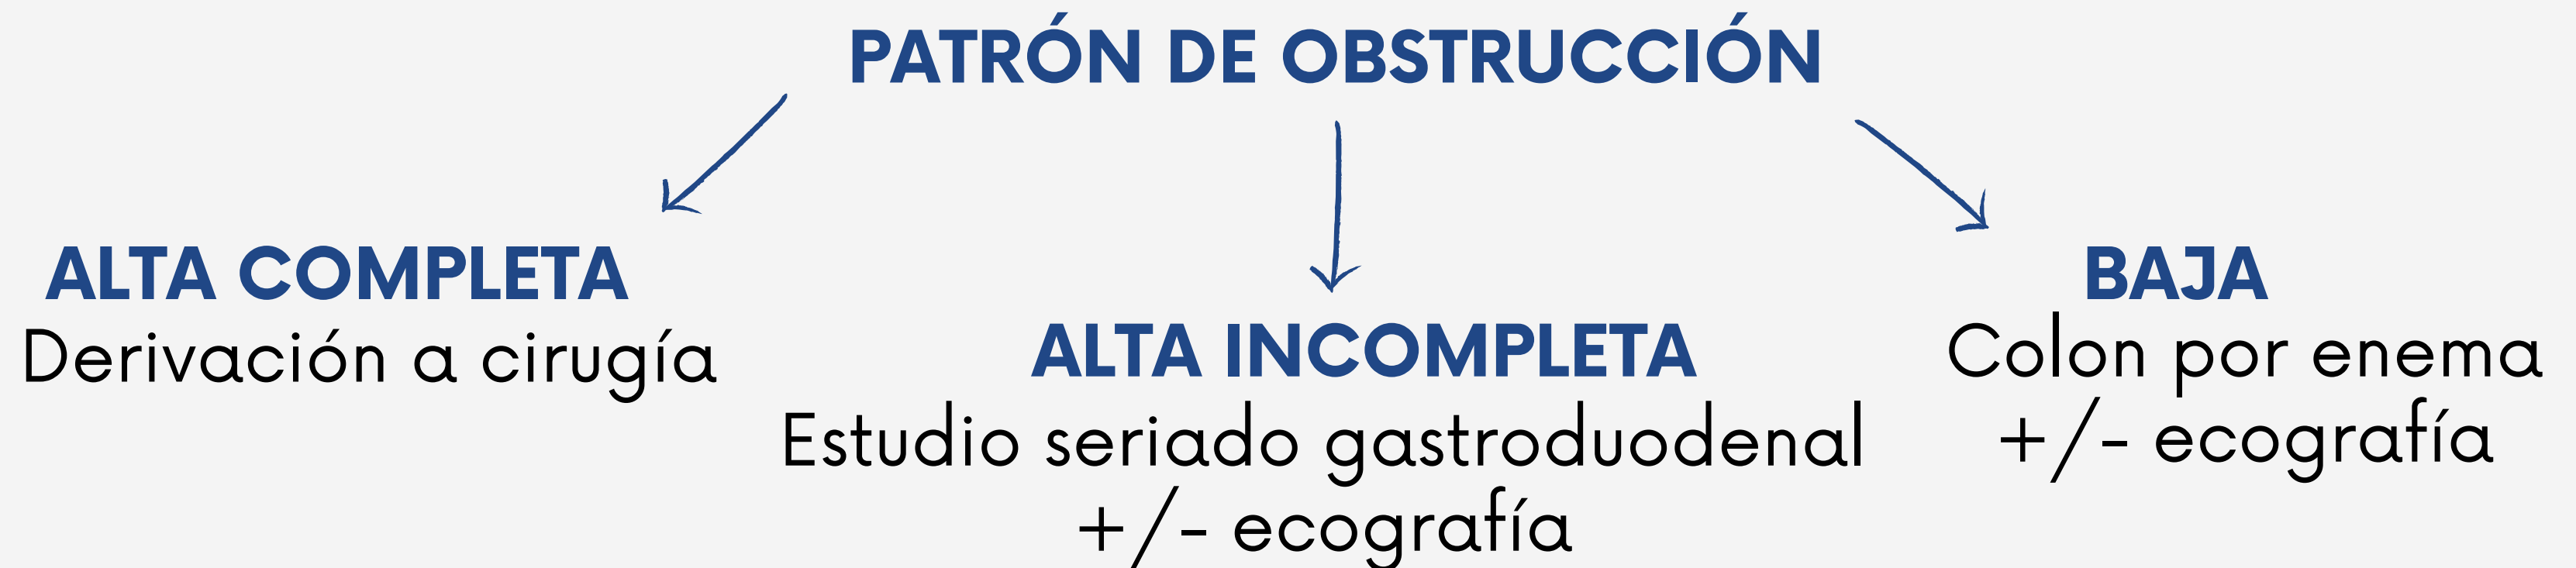 PATRÓN DE OBSTRUCCIÓN
ALTA COMPLETA
Derivación a cirugía
ALTA INCOMPLETA
Estudio seriado gastroduodenal
+/- ecografía
BAJA
Colon por enema
+/- ecografía